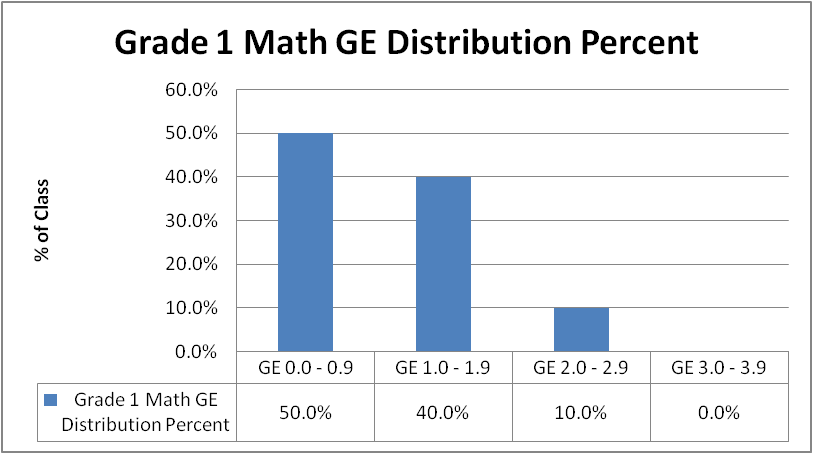 Grade 1 Math GE Distribution Percent
60.0%
50.0%
40.0%
30.0%
20.0%
10.0%
0.0%
% of Class
GE 0.0 - 0.9 GE 1.0 - 1.9 GE 2.0 - 2.9 GE 3.0 - 3.9
Grade 1 Math GE
Distribution Percent
50.0% 40.0% 10.0% 0.0%